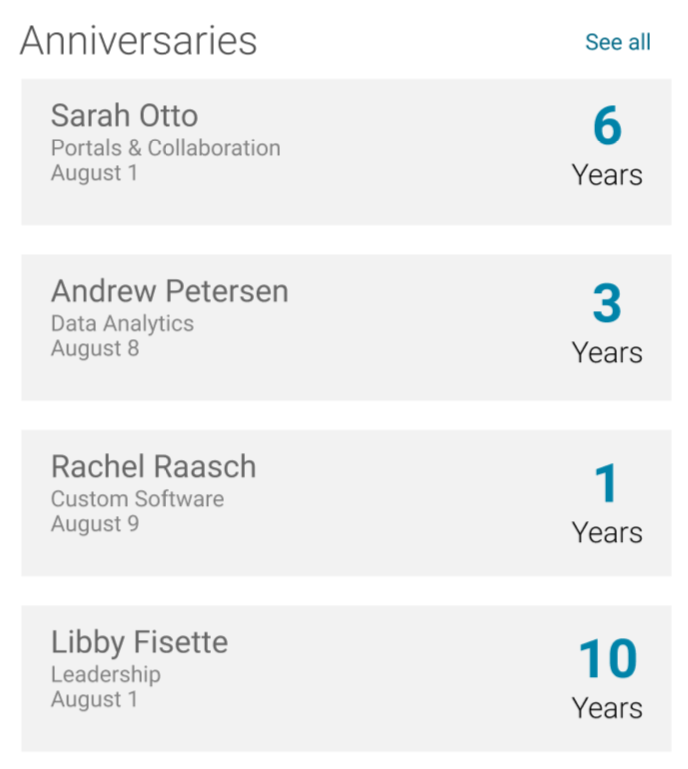 Anniversaries
See all
Sarah Otto
Portals & Collaboration
August 1
6
Years
Andrew Petersen
Data Analytics
August 8
3
Years
Rachel Raasch
Custom Software
August 9
1
Years
Libby Fisette
Leadership
August 1
10
Years